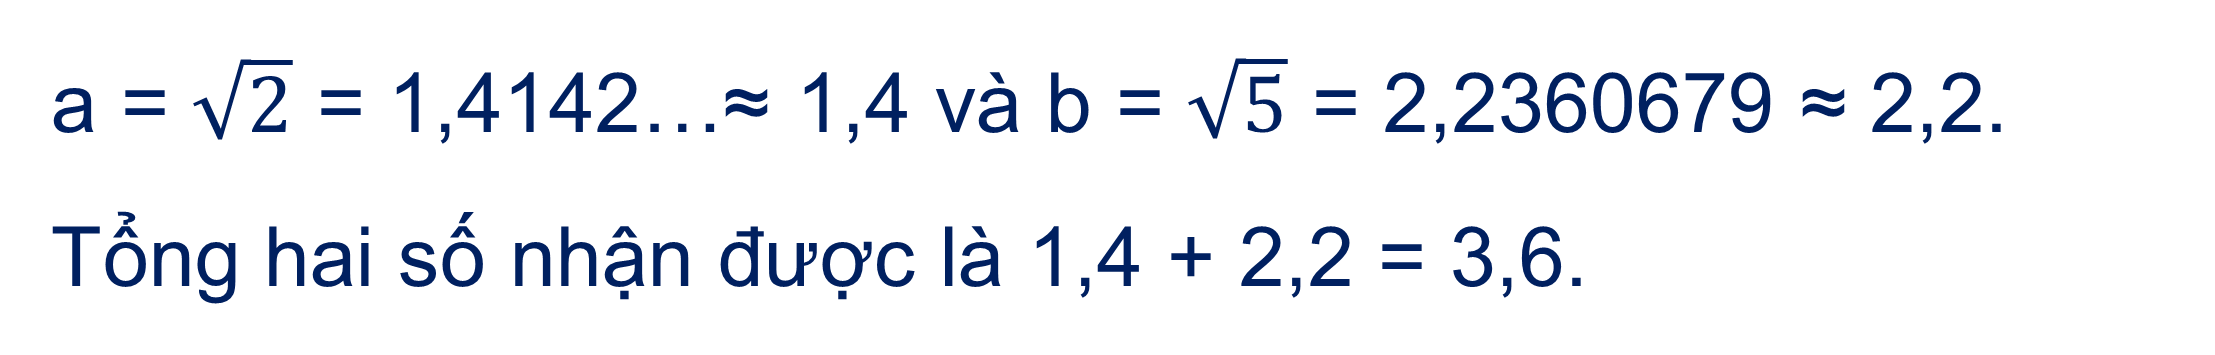 a = √2 = 1,4142…≈ 1,4 và b = √5 = 2,2360679 ≈ 2,2.
Tổng hai số nhận được là 1,4 + 2,2 = 3,6.